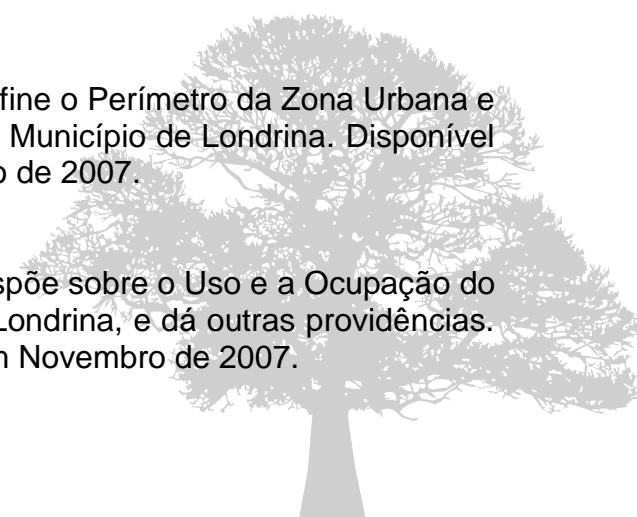 fine o Perímetro da Zona Urbana e
Município de Londrina. Disponível
o de 2007.
spõe sobre o Uso e a Ocupação do
Londrina, e dá outras providências.
Novembro de 2007.